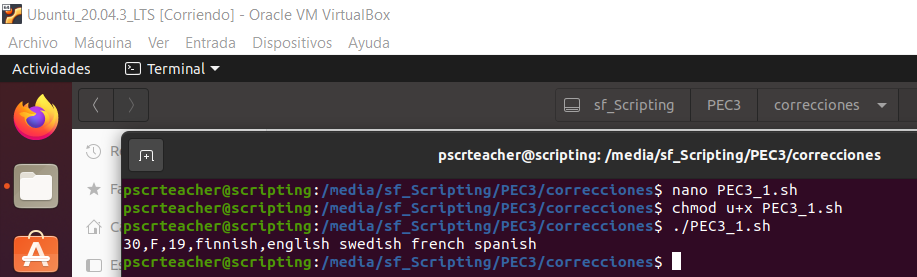 Ubuntu_20.04.3_LTS [Corriendo] - Oracle VM VirtualBox
Archivo Máquina Ver Entrada Dispositivos Ayuda
Actividades Terminal
sf_Scripting PEC3 correcciones
pscrteacher@scripting: /media/sf_Scripting/PEC3/correcciones
pscrteacher@scripting:/media/sf_Scripting/PEC3/correcciones$ nano PEC3_1.sh
pscrteacher@scripting:/media/sf_Scripting/PEC3/correcciones$ chmod u+x PEC3_1.sh
pscrteacher@scripting:/media/sf_Scripting/PEC3/correcciones$ ./PEC3_1.sh
30,F,19,finnish,english swedish french spanish
pscrteacher@scripting:/media/sf_Scripting/PEC3/correcciones$